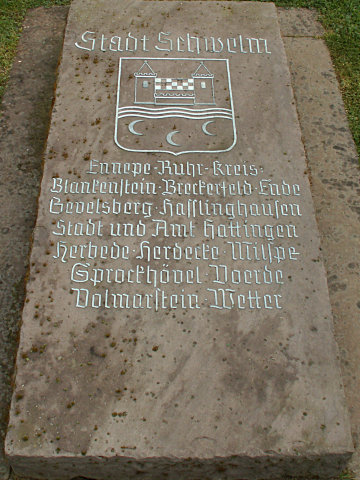 Stadt Schwelm
Ennepe·Ruhr·Kreis·
Blankenstein·Breckerfeld·Ende
Gevelsberg·Hasslinghausen
Stadt und Amt Hattingen
Herbede·Herdecke·Milspe
Sprockhövel·Voerde
Volmarstein·Wetter